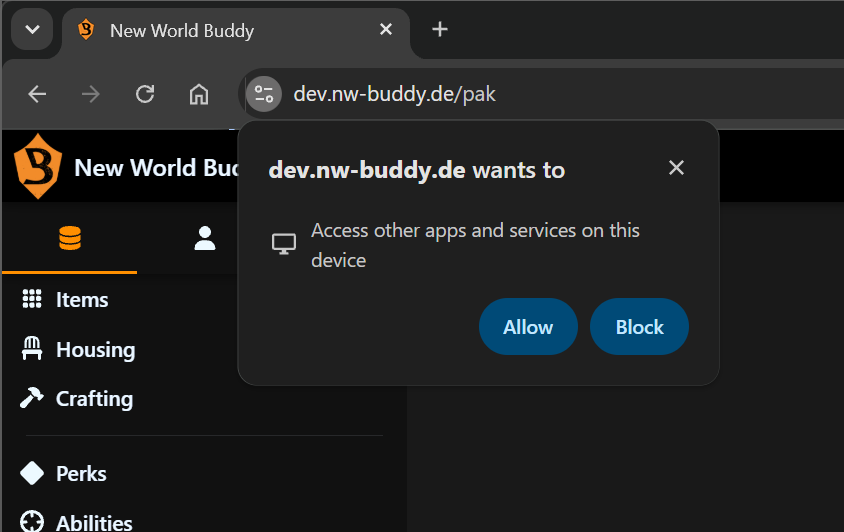 New World Buddy
dev.nw-buddy.de/pak
New World Bud
dev.nw-buddy.de wants to
Access other apps and services on this
device
Allow
Block
Items
Housing
Crafting
Perks
Abilities